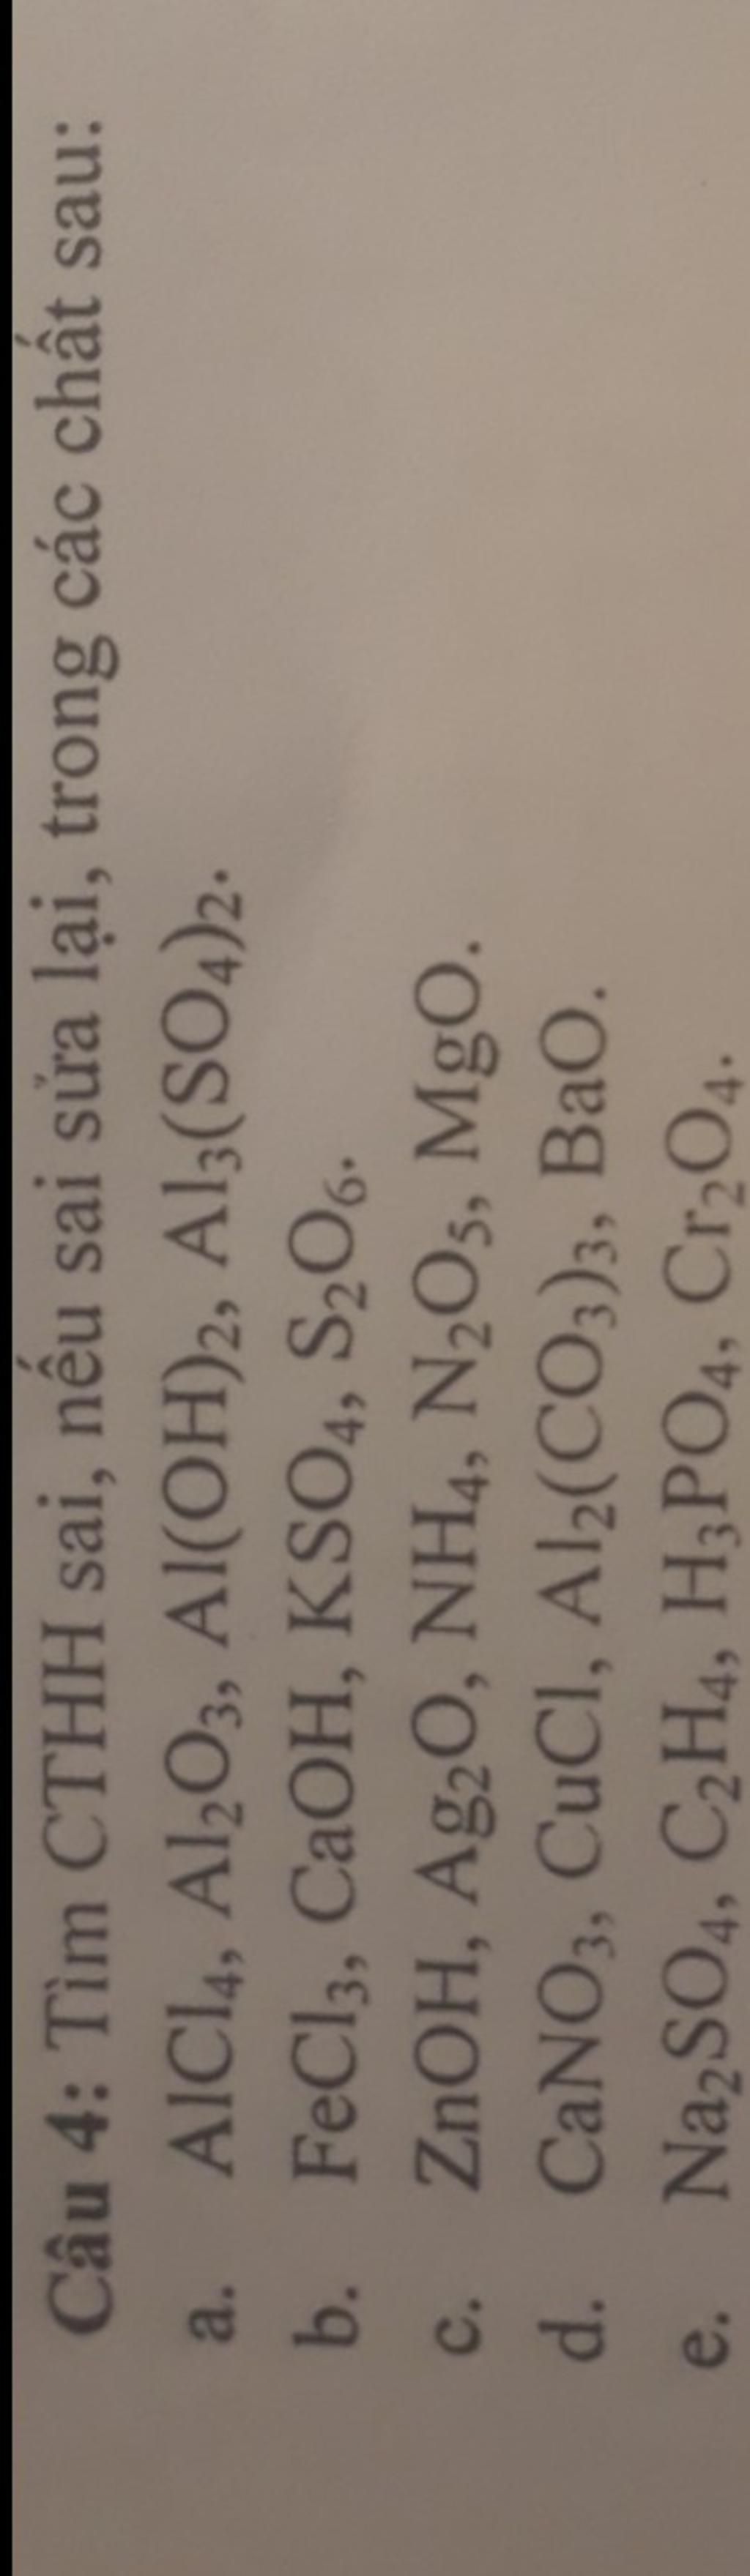 Câu 4: Tìm CTHH sai, nếu sai sửa lại, trong các chất sau:
a. AlCl₄, Al₂O₃, Al(OH)₂, Al₃(SO₄)₂.
b. FeCl₃, CaOH, KSO₄, S₂O₆.
c. ZnOH, Ag₂O, NH₄, N₂O₅, MgO.
d. CaNO₃, CuCl, Al₂(CO₃)₃, BaO.
e. Na₂SO₄, C₂H₄, H₃PO₄, Cr₂O₄.